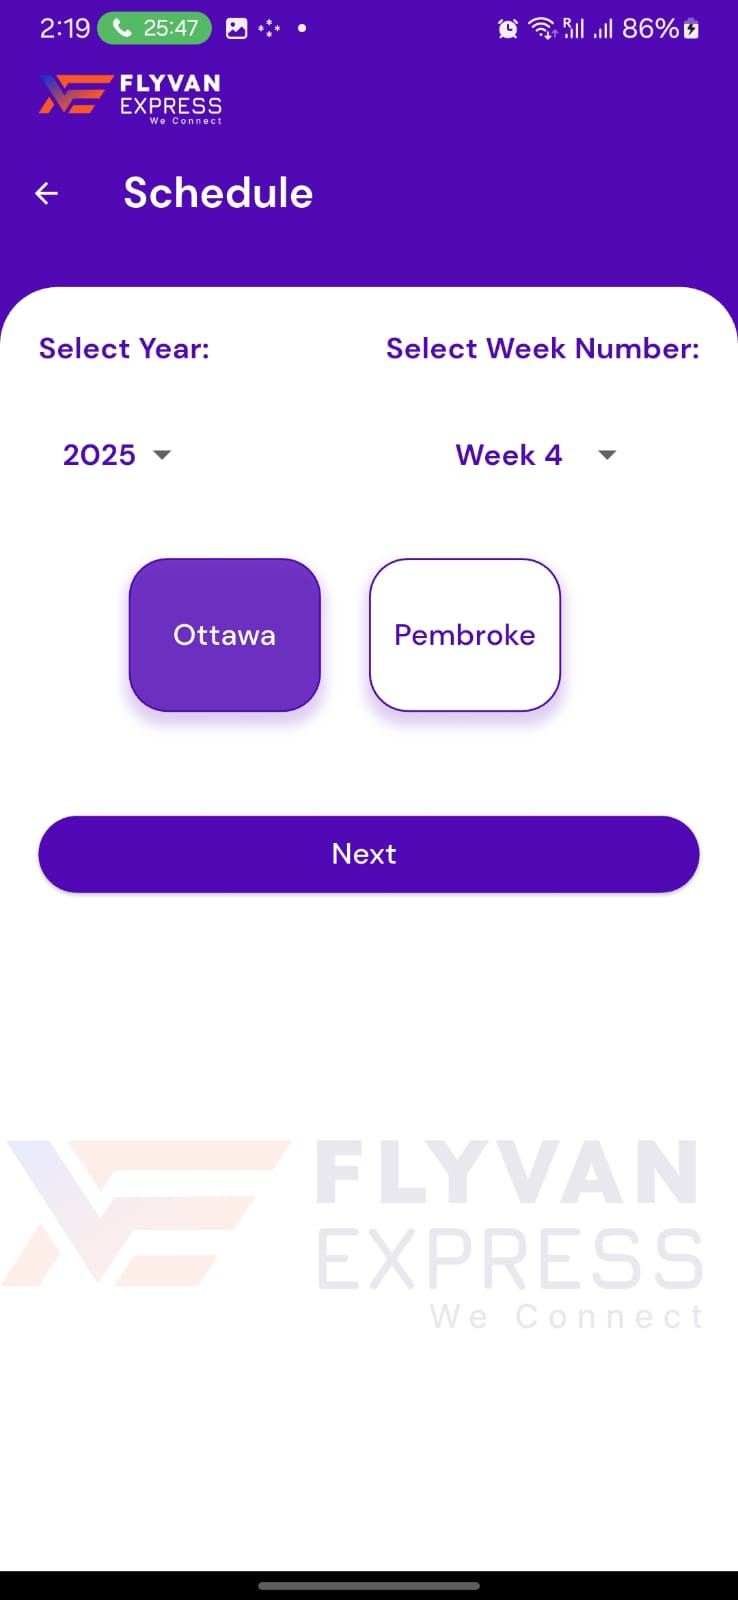 2:19 25:47 R 86%
FLYVAN
EXPRESS
We Connect
Schedule
Select Year: Select Week Number:
2025 Week 4
Ottawa Pembroke
Next
FLYVAN
EXPRESS
We Connect